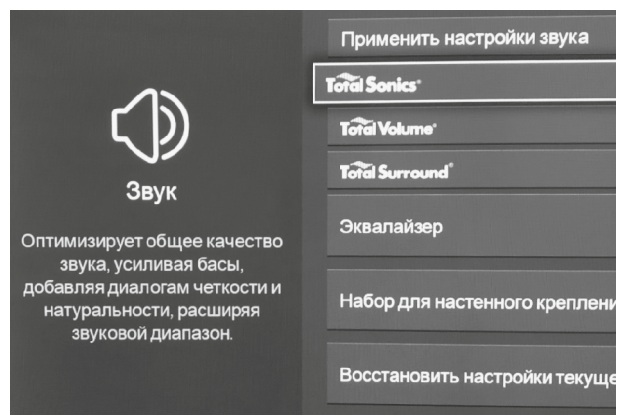 Звук
Оптимизирует общее качество
звука, усиливая басы,
добавляя диалогам четкости и
натуральности, расширяя
звуковой диапазон.
Применить настройки звука
Total Sonics®
Total Volume®
Total Surround®
Эквалайзер
Набор для настенного креплени
Восстановить настройки текуще